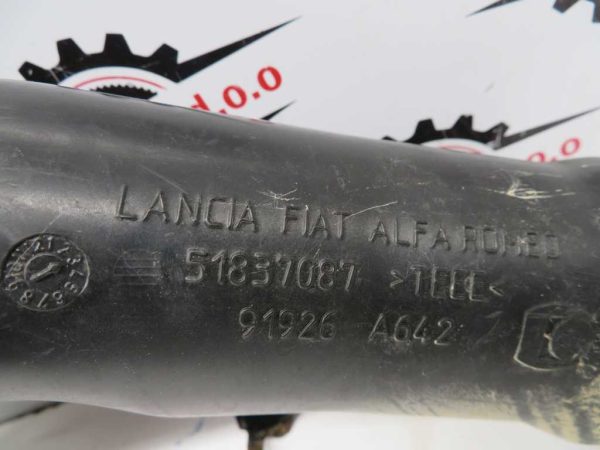 d.o.o
d.o.o
LANCIA FIAT ALFA ROMEO
51837087 >TEEE<
91926 A642